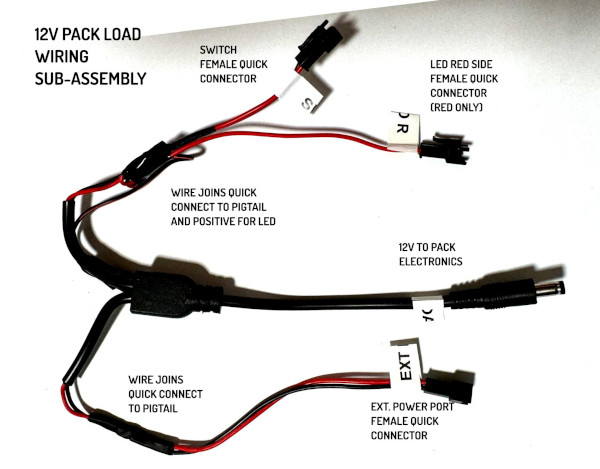 12V PACK LOAD
WIRING
SUB-ASSEMBLY
SWITCH
FEMALE QUICK
CONNECTOR
LED RED SIDE
FEMALE QUICK
CONNECTOR
(RED ONLY)
S
D R
WIRE JOINS QUICK
CONNECT TO PIGTAIL
AND POSITIVE FOR LED
12V TO PACK
ELECTRONICS
EXT
WIRE JOINS
QUICK CONNECT
TO PIGTAIL
EXT. POWER PORT
FEMALE QUICK
CONNECTOR